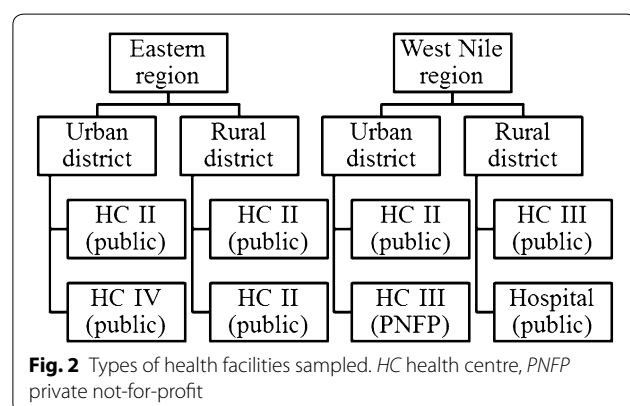 Eastern
region
West Nile
region
Urban
district
Rural
district
Urban
district
Rural
district
HC II
(public)
HC II
(public)
HC II
(public)
HC III
(public)
HC IV
(public)
HC II
(public)
HC III
(PNFP)
Hospital
(public)
Fig. 2 Types of health facilities sampled. HC health centre, PNFP
private not-for-profit